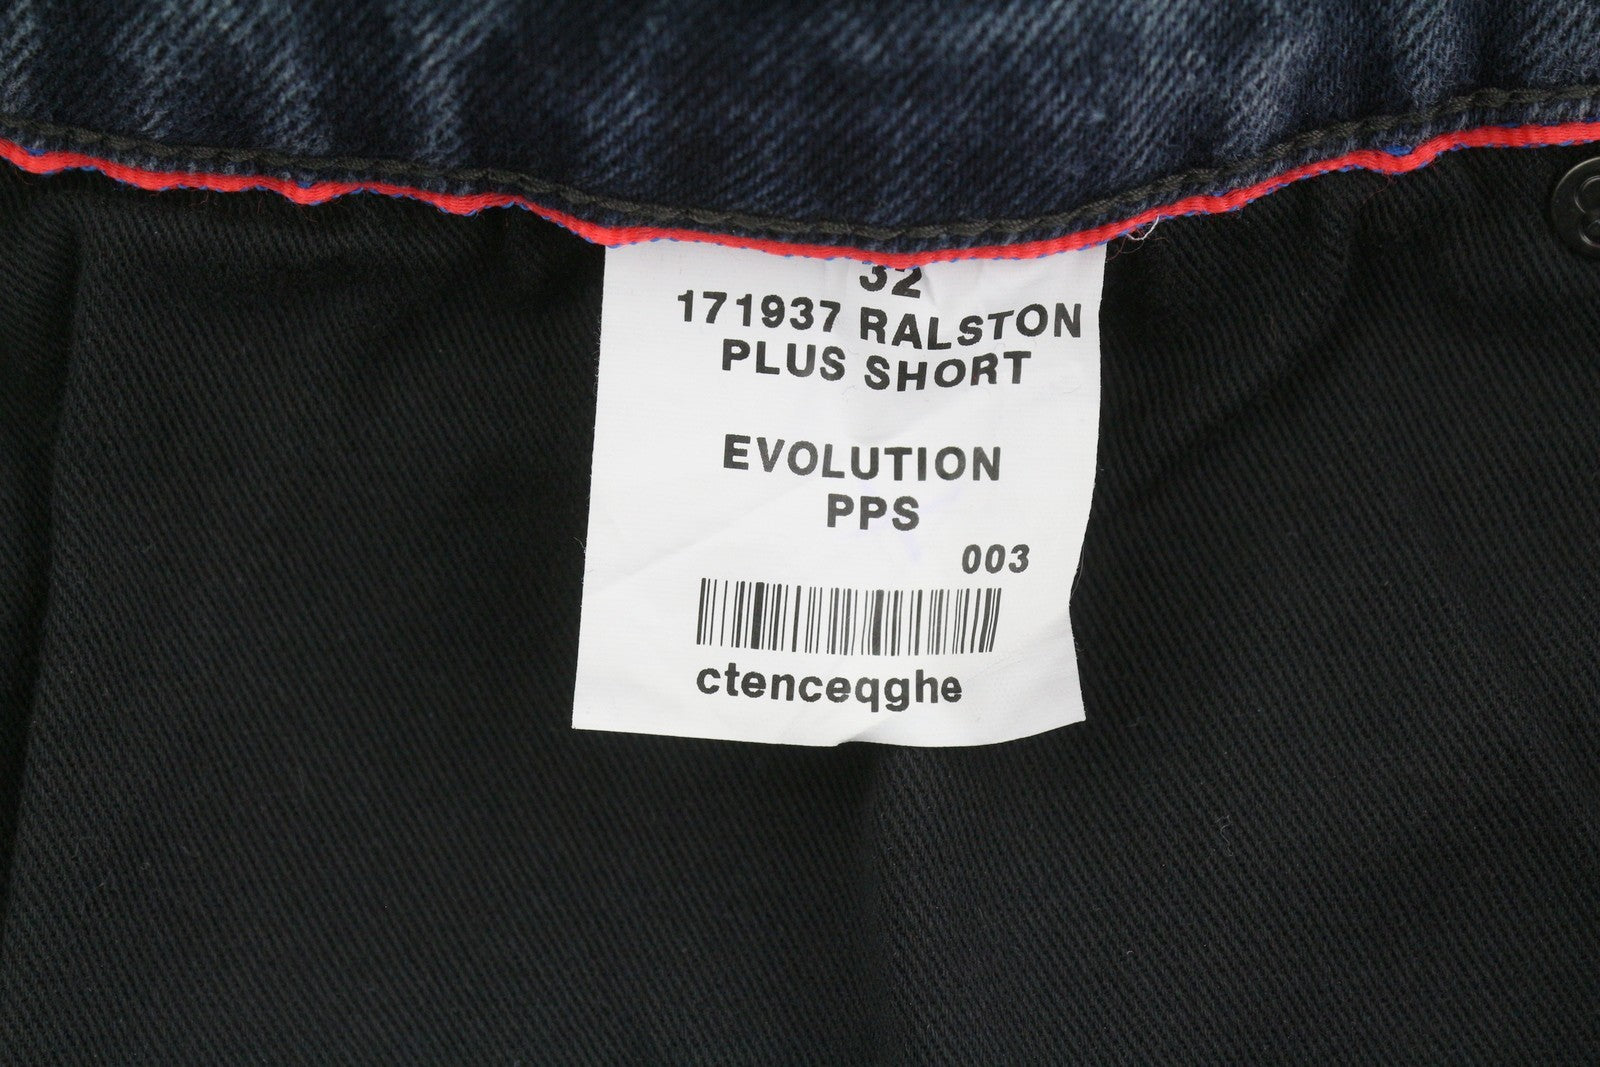 32
171937 RALSTON
PLUS SHORT
EVOLUTION
PPS
003
ctenceqghe